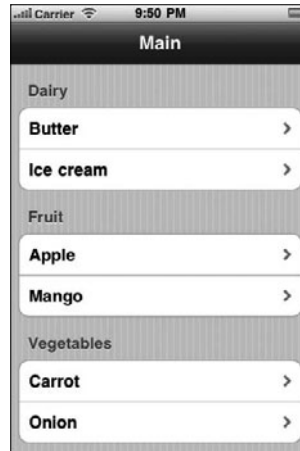 Carrier 9:50 PM
Main
Dairy
Butter
Ice cream
Fruit
Apple
Mango
Vegetables
Carrot
Onion